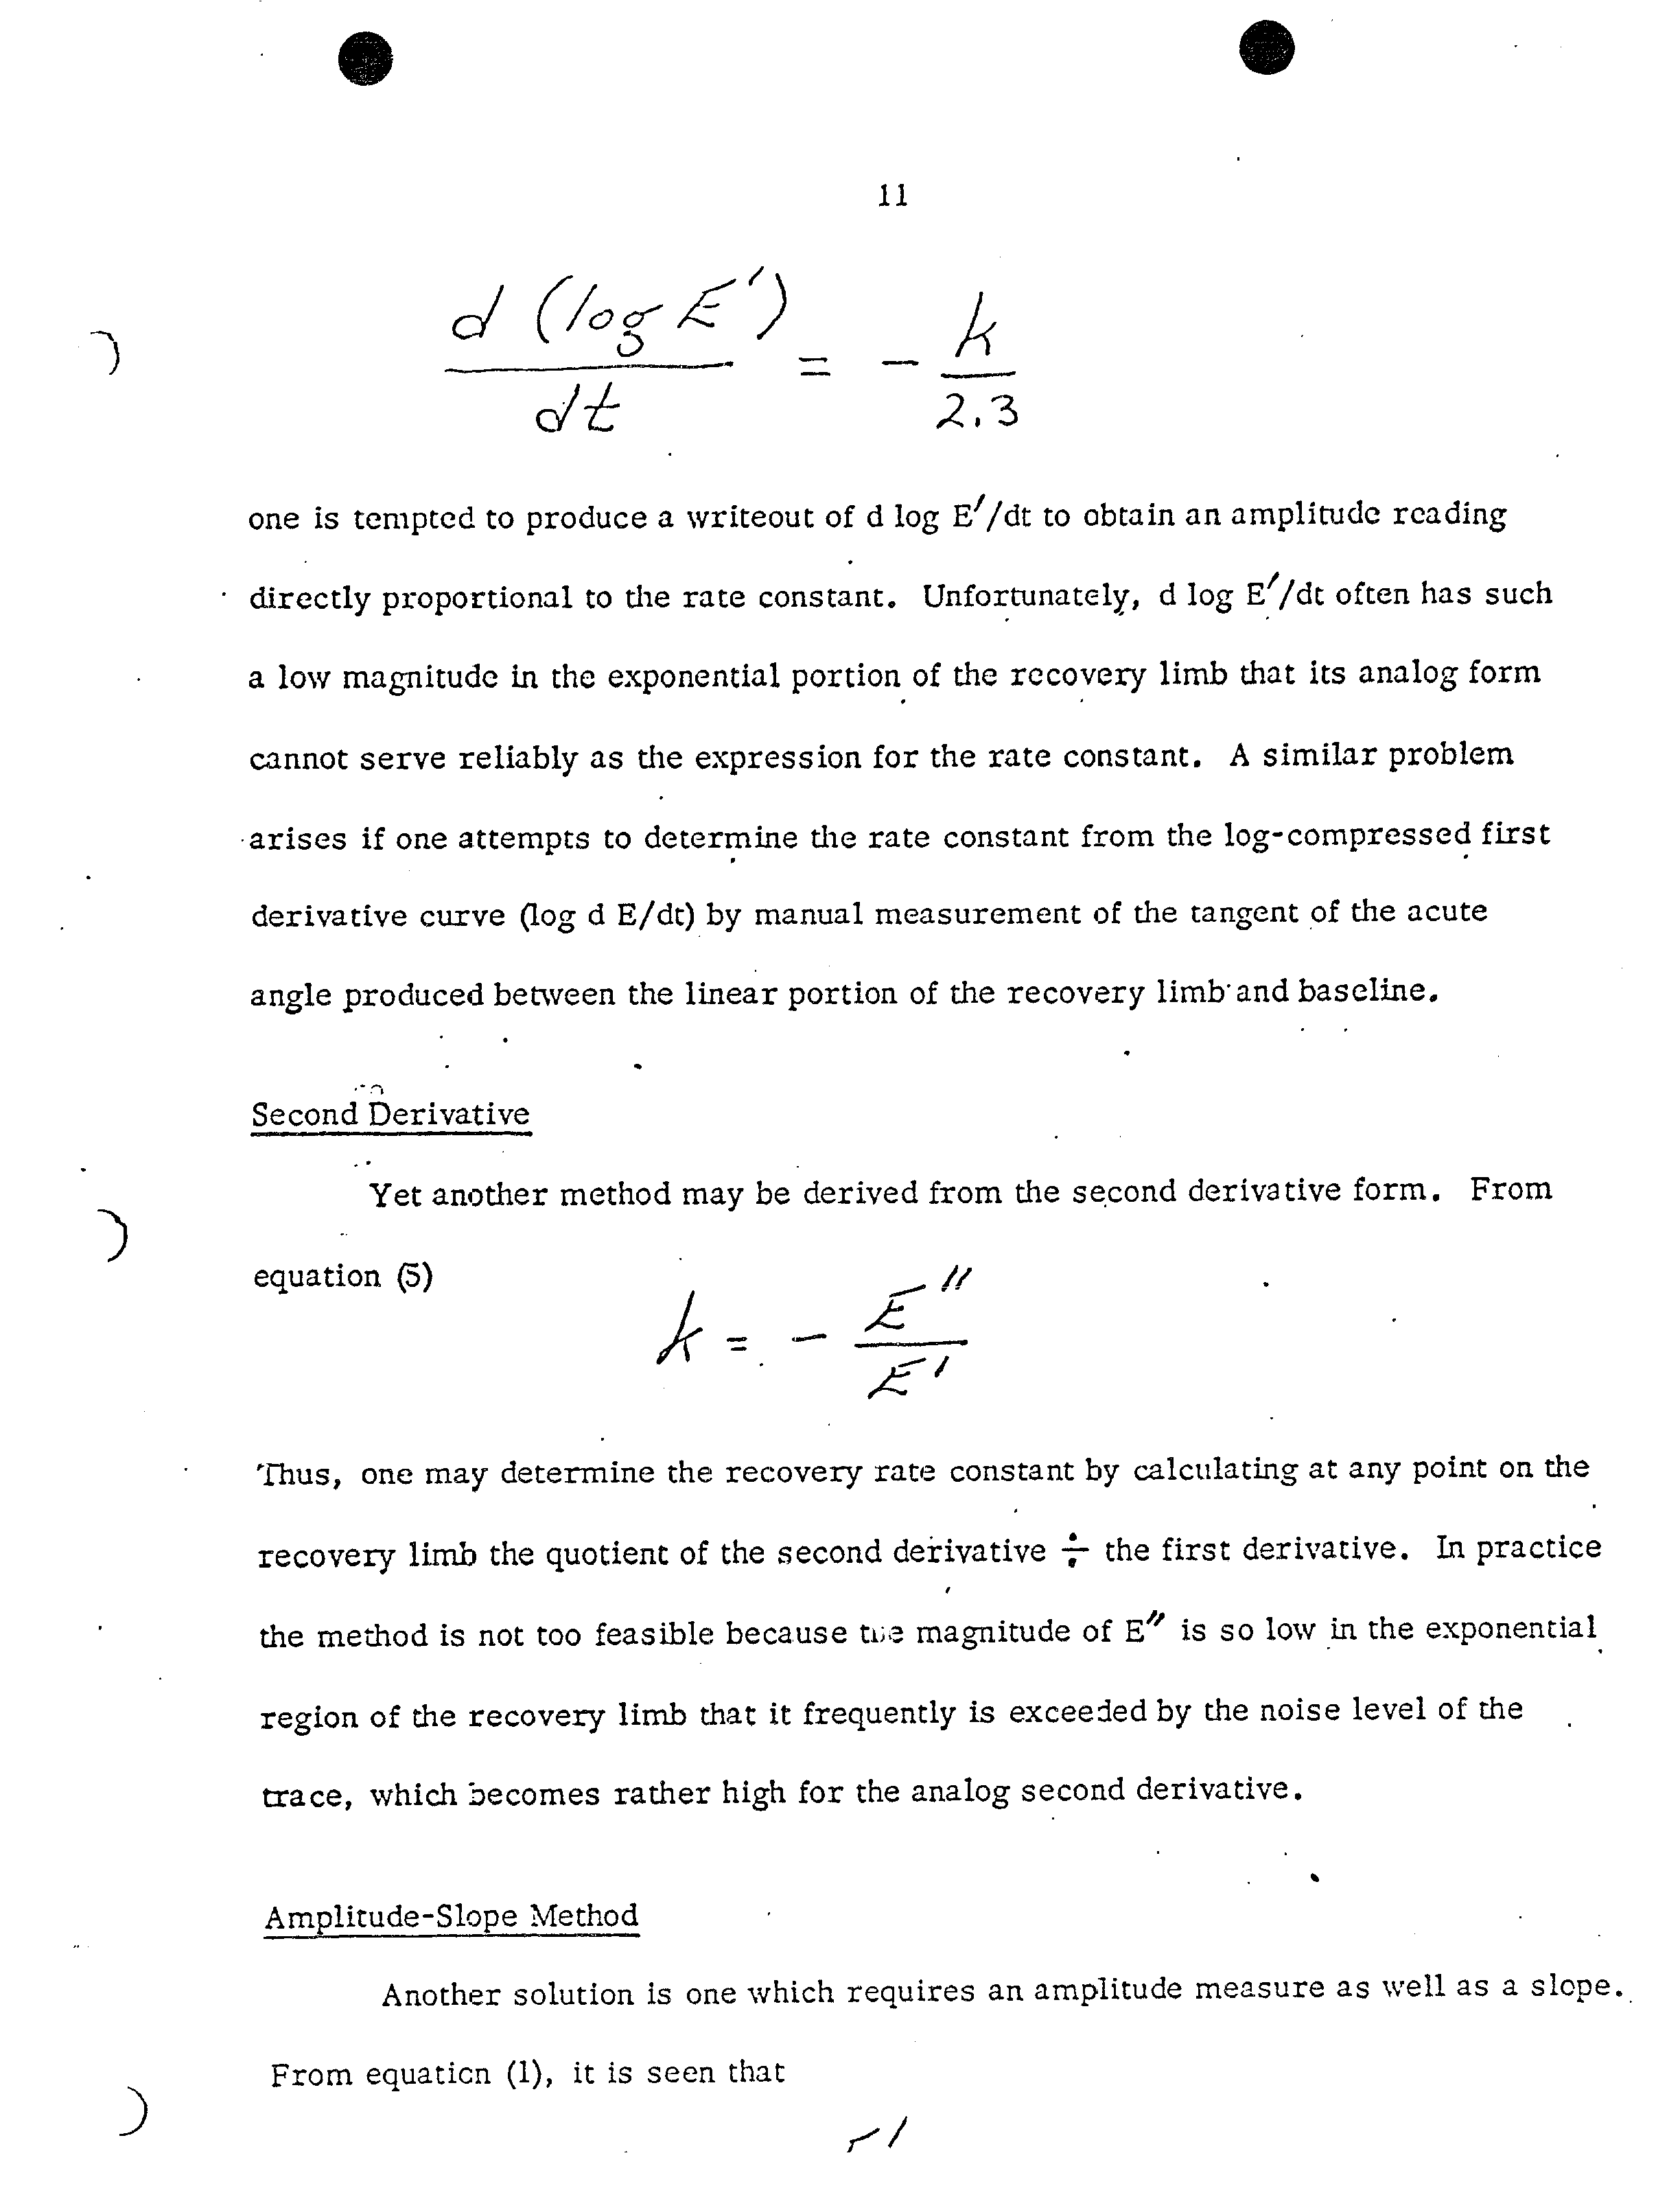 11
d (log E′)
dt
= - k
2.3
one is tempted to produce a writeout of d log E′/dt to obtain an amplitude reading
directly proportional to the rate constant. Unfortunately, d log E′/dt often has such
a low magnitude in the exponential portion of the recovery limb that its analog form
cannot serve reliably as the expression for the rate constant. A similar problem
arises if one attempts to determine the rate constant from the log-compressed first
derivative curve (log d E/dt) by manual measurement of the tangent of the acute
angle produced between the linear portion of the recovery limb and baseline.
Second Derivative
Yet another method may be derived from the second derivative form. From
equation (5)
k = - E″
E′
Thus, one may determine the recovery rate constant by calculating at any point on the
recovery limb the quotient of the second derivative ÷ the first derivative. In practice
the method is not too feasible because the magnitude of E″ is so low in the exponential
region of the recovery limb that it frequently is exceeded by the noise level of the
trace, which becomes rather high for the analog second derivative.
Amplitude-Slope Method
Another solution is one which requires an amplitude measure as well as a slope.
From equation (1), it is seen that